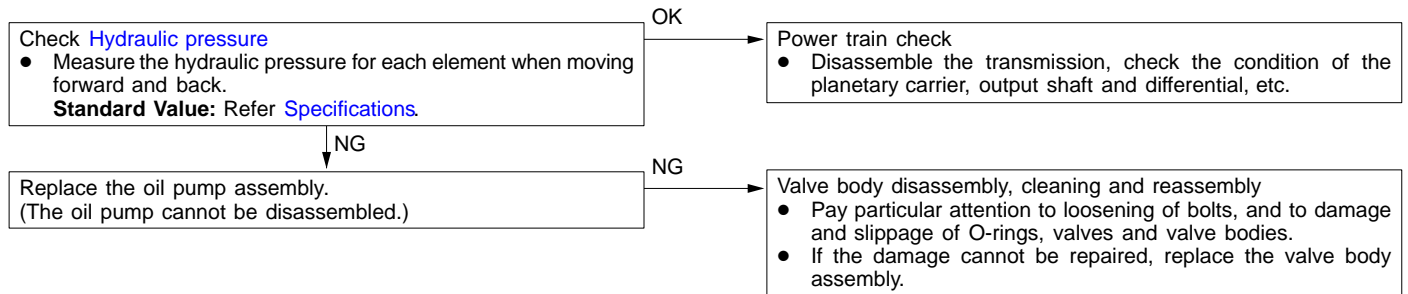 OK
Check Hydraulic pressure
● Measure the hydraulic pressure for each element when moving
forward and back.
Standard Value: Refer Specifications.
Power train check
● Disassemble the transmission, check the condition of the
planetary carrier, output shaft and differential, etc.
NG
Replace the oil pump assembly.
(The oil pump cannot be disassembled.)
NG
Valve body disassembly, cleaning and reassembly
● Pay particular attention to loosening of bolts, and to damage
and slippage of O-rings, valves and valve bodies.
● If the damage cannot be repaired, replace the valve body
assembly.